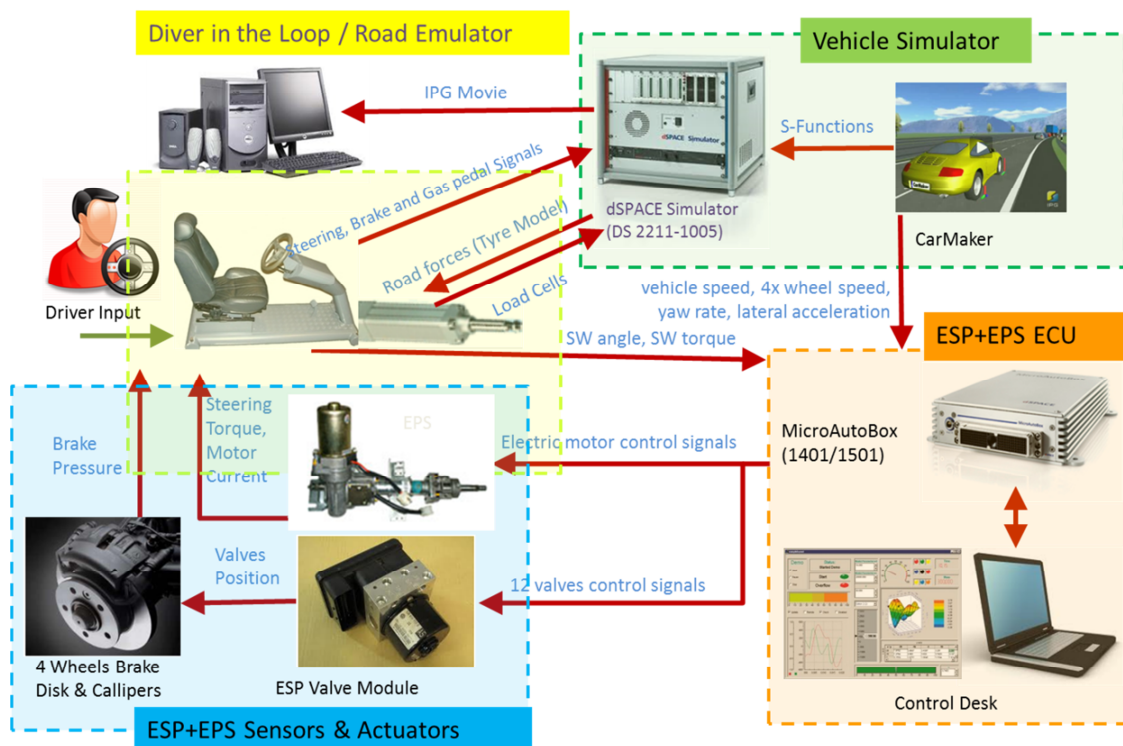 Diver in the Loop / Road Emulator
Vehicle Simulator
IPG Movie
S-Functions
dSPACE Simulator
Steering, Brake and Gas pedal Signals
dSPACE Simulator
(DS 2211-1005)
CarMaker
Road forces (Tyre Model)
Load Cells
Driver Input
vehicle speed, 4x wheel speed,
yaw rate, lateral acceleration
SW angle, SW torque
ESP+EPS ECU
Brake
Pressure
Steering
Torque,
Motor
Current
EPS
Electric motor control signals
MicroAutoBox
(1401/1501)
Valves
Position
12 valves control signals
4 Wheels Brake
Disk & Callipers
ESP Valve Module
Control Desk
ESP+EPS Sensors & Actuators